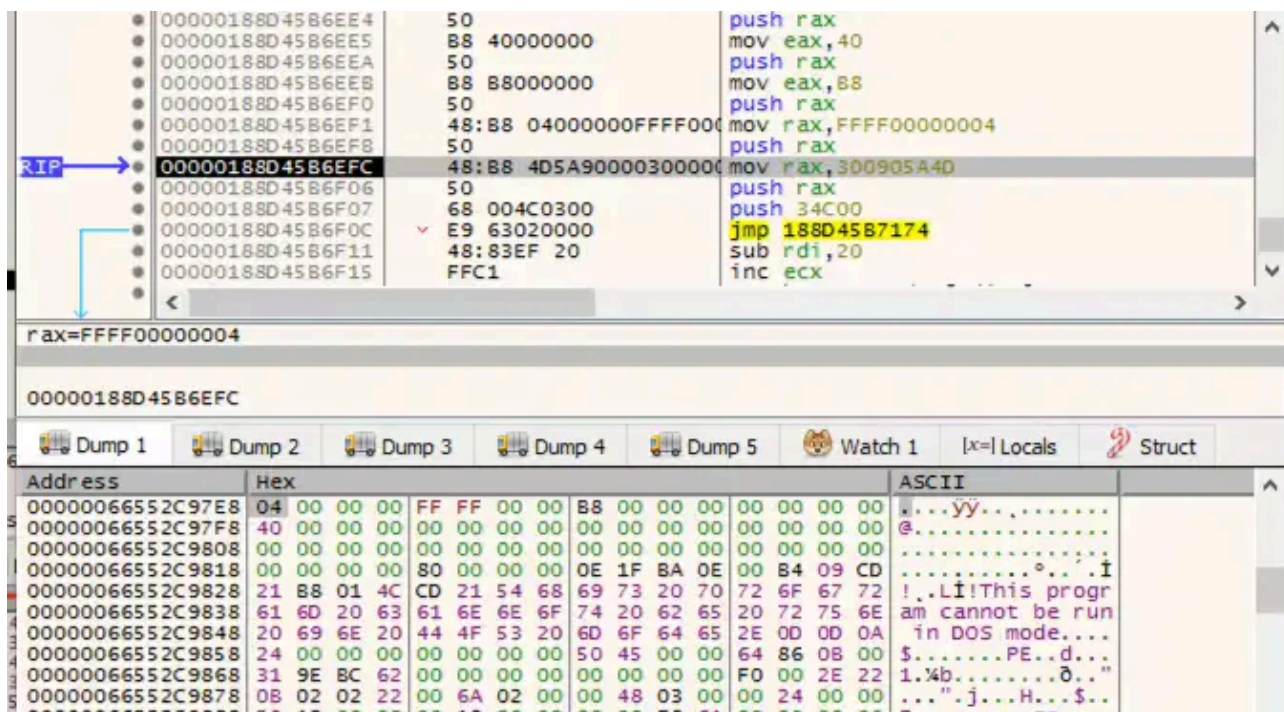 00000188D45B6EE4 50 push rax
00000188D45B6EE5 B8 40000000 mov eax,40
00000188D45B6EEA 50 push rax
00000188D45B6EEB B8 B8000000 mov eax,B8
00000188D45B6EF0 50 push rax
00000188D45B6EF1 48:B8 04000000FFFF000 mov rax,FFFF00000004
00000188D45B6EFB 50 push rax
RIP 00000188D45B6EFC 48:B8 4D5A90000300000 mov rax,300905A4D
00000188D45B6F06 50 push rax
00000188D45B6F07 68 004C0300 push 34C00
00000188D45B6F0C E9 63020000 jmp 188D45B7174
00000188D45B6F11 48:83EF 20 sub rdi,20
00000188D45B6F15 FFC1 inc ecx
rax=FFFF00000004
00000188D45B6EFC
Dump 1 Dump 2 Dump 3 Dump 4 Dump 5 Watch 1 [x=] Locals Struct
Address Hex ASCII
00000066552C97E8 04 00 00 00 FF FF 00 00 B8 00 00 00 00 00 00 00 ....ÿÿ..¸.......
00000066552C97F8 40 00 00 00 00 00 00 00 00 00 00 00 00 00 00 00 @...............
00000066552C9808 00 00 00 00 00 00 00 00 00 00 00 00 00 00 00 00 ................
00000066552C9818 00 00 00 00 80 00 00 00 0E 1F BA 0E 00 B4 09 CD ..........º..´.Í
00000066552C9828 21 B8 01 4C CD 21 54 68 69 73 20 70 72 6F 67 72 !¸.LÍ!This progr
00000066552C9838 61 6D 20 63 61 6E 6E 6F 74 20 62 65 20 72 75 6E am cannot be run
00000066552C9848 20 69 6E 20 44 4F 53 20 6D 6F 64 65 2E 0D 0D 0A in DOS mode....
00000066552C9858 24 00 00 00 00 00 00 00 50 45 00 00 64 86 0B 00 $.......PE..d...
00000066552C9868 31 9E BC 62 00 00 00 00 00 00 00 00 F0 00 2E 22 1.¼b........ð.."
00000066552C9878 0B 02 02 22 00 6A 02 00 00 48 03 00 00 24 00 00 ...".j...H...$..